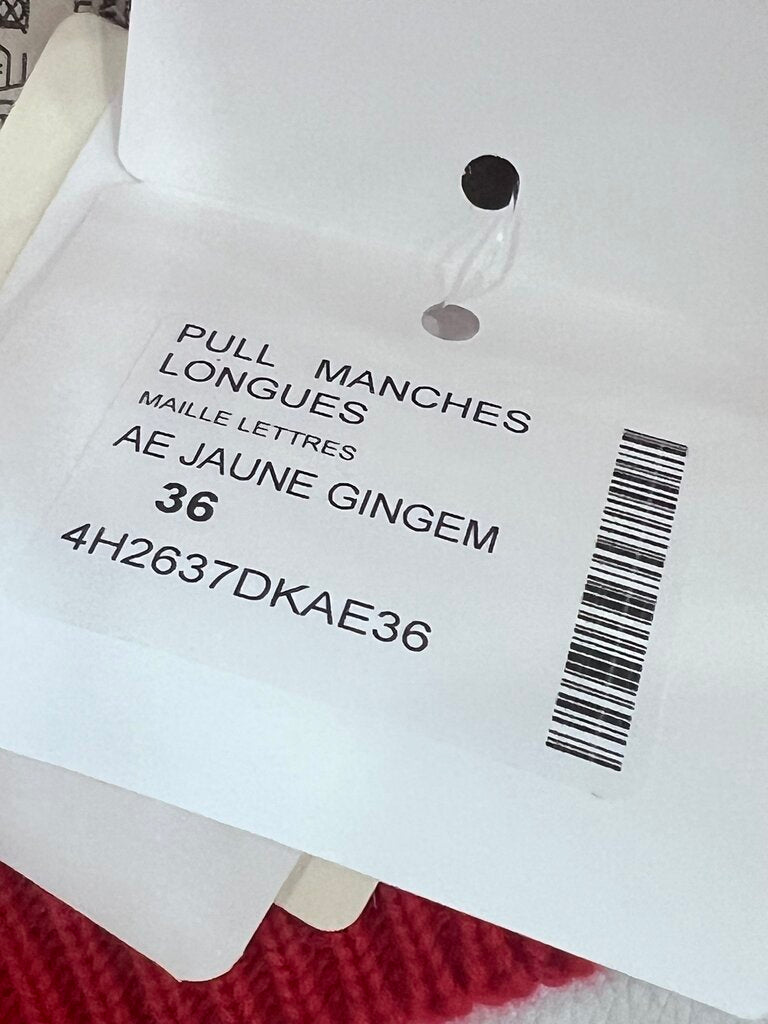 PULL MANCHES
LONGUES
MAILLE LETTRES
AE JAUNE GINGEM
36
4H2637DKAE36